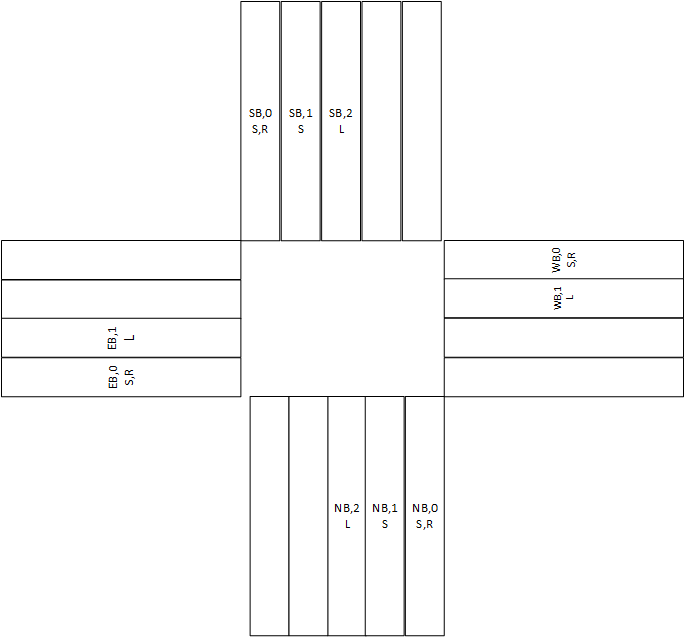 SB,0
S,R
SB,1
S
SB,2
L
WB,0
S,R
WB,1
L
EB,1
L
EB,0
S,R
NB,2
L
NB,1
S
NB,0
S,R